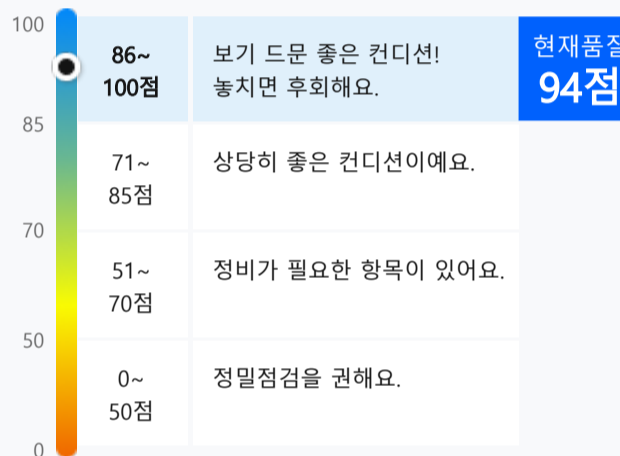 100
86~
100점
보기 드문 좋은 컨디션!
놓치면 후회해요.
현재품질
94점
85
71~
85점
상당히 좋은 컨디션이예요.
70
51~
70점
정비가 필요한 항목이 있어요.
50
0~
50점
정밀점검을 권해요.
0